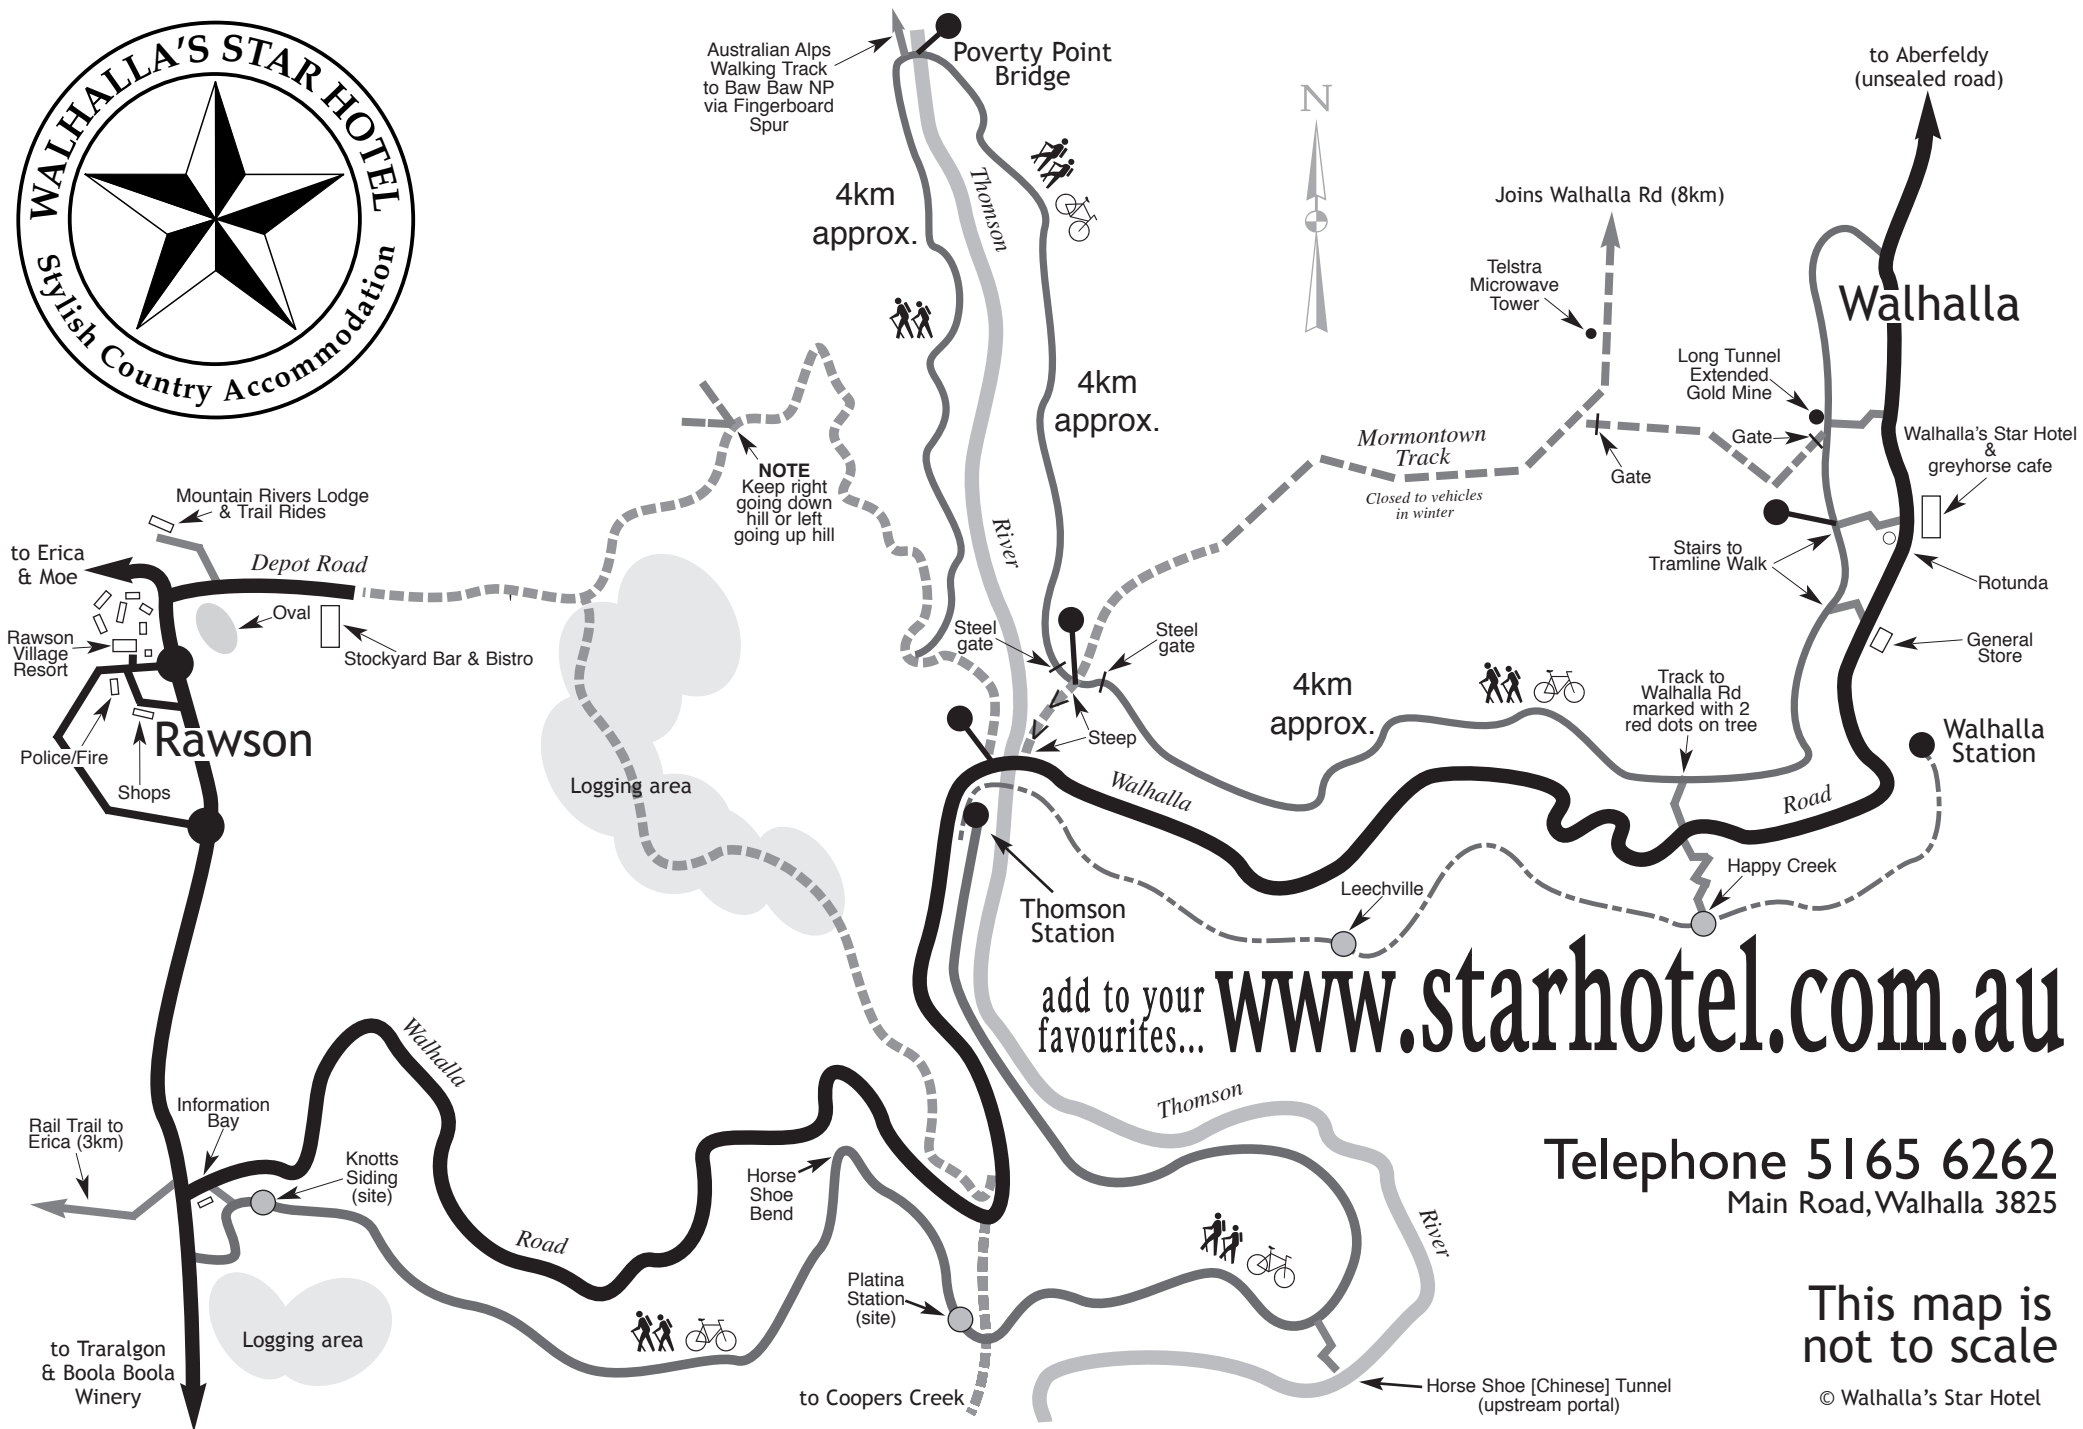 WALHALLA'S STAR HOTEL
Stylish Country Accommodation
Australian Alps
Walking Track
to Baw Baw NP
via Fingerboard
Spur
Poverty Point
Bridge
N
to Aberfeldy
(unsealed road)
4km
approx.
Thomson
Joins Walhalla Rd (8km)
Telstra
Microwave
Tower
Walhalla
Long Tunnel
Extended
Gold Mine
Gate
4km
approx.
Mormontown
Track
Closed to vehicles
in winter
Gate
Walhalla's Star Hotel
&
greyhorse cafe
NOTE
Keep right
going down
hill or left
going up hill
River
Mountain Rivers Lodge
& Trail Rides
to Erica
& Moe
Depot Road
Oval
Stockyard Bar & Bistro
Rawson
Village
Resort
Police/Fire
Shops
Rawson
Logging area
Stairs to
Tramline Walk
Rotunda
General
Store
Steel
gate
Steel
gate
Steep
4km
approx.
Track to
Walhalla Rd
marked with 2
red dots on tree
Walhalla
Station
Walhalla
Road
Happy Creek
Leechville
Thomson
Station
add to your
favourites...
www.starhotel.com.au
Walhalla
Road
Information
Bay
Rail Trail to
Erica (3km)
Knotts
Siding
(site)
Horse
Shoe
Bend
Thomson
River
Telephone 5165 6262
Main Road, Walhalla 3825
Platina
Station
(site)
Logging area
to Traralgon
& Boola Boola
Winery
to Coopers Creek
Horse Shoe [Chinese] Tunnel
(upstream portal)
This map is
not to scale
© Walhalla's Star Hotel